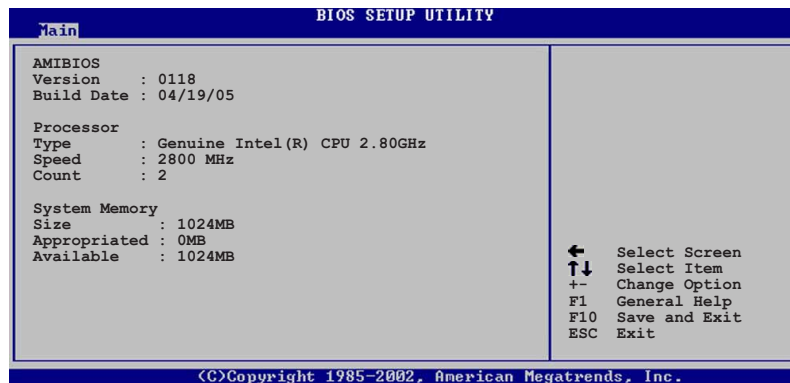 BIOS SETUP UTILITY
Main
AMIBIOS
Version : 0118
Build Date : 04/19/05
Processor
Type : Genuine Intel(R) CPU 2.80GHz
Speed : 2800 MHz
Count : 2
System Memory
Size : 1024MB
Appropriated : 0MB
Available : 1024MB
← Select Screen
↑↓ Select Item
+- Change Option
F1 General Help
F10 Save and Exit
ESC Exit
(C)Copyright 1985-2002, American Megatrends, Inc.